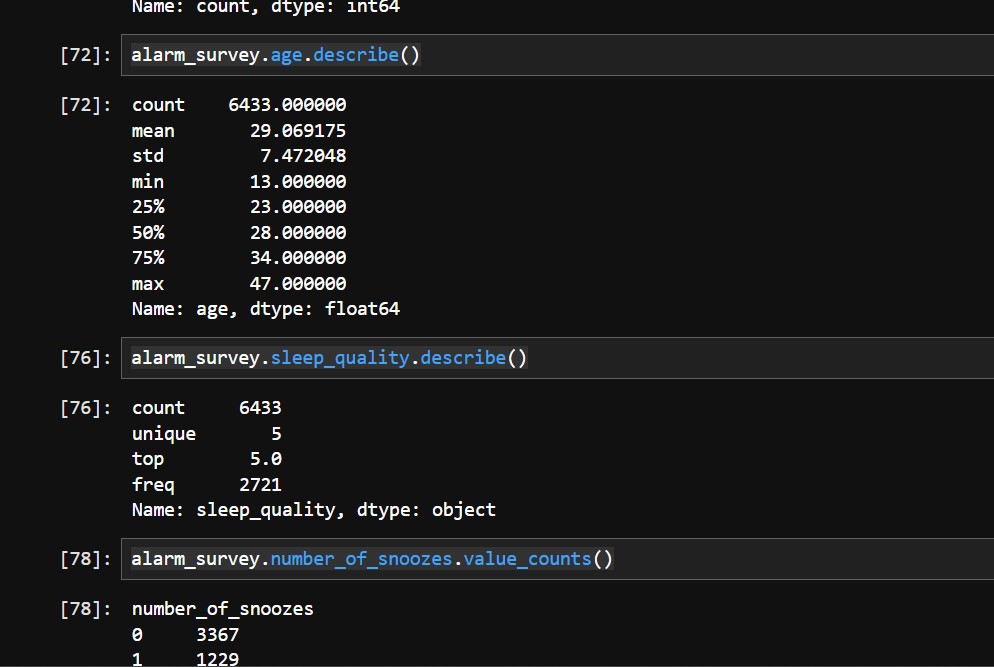 Name: count, dtype: int64
[72]: alarm_survey.age.describe()
[72]: count 6433.000000
mean 29.069175
std 7.472048
min 13.000000
25% 23.000000
50% 28.000000
75% 34.000000
max 47.000000
Name: age, dtype: float64
[76]: alarm_survey.sleep_quality.describe()
[76]: count 6433
unique 5
top 5.0
freq 2721
Name: sleep_quality, dtype: object
[78]: alarm_survey.number_of_snoozes.value_counts()
[78]: number_of_snoozes
0 3367
1 1229